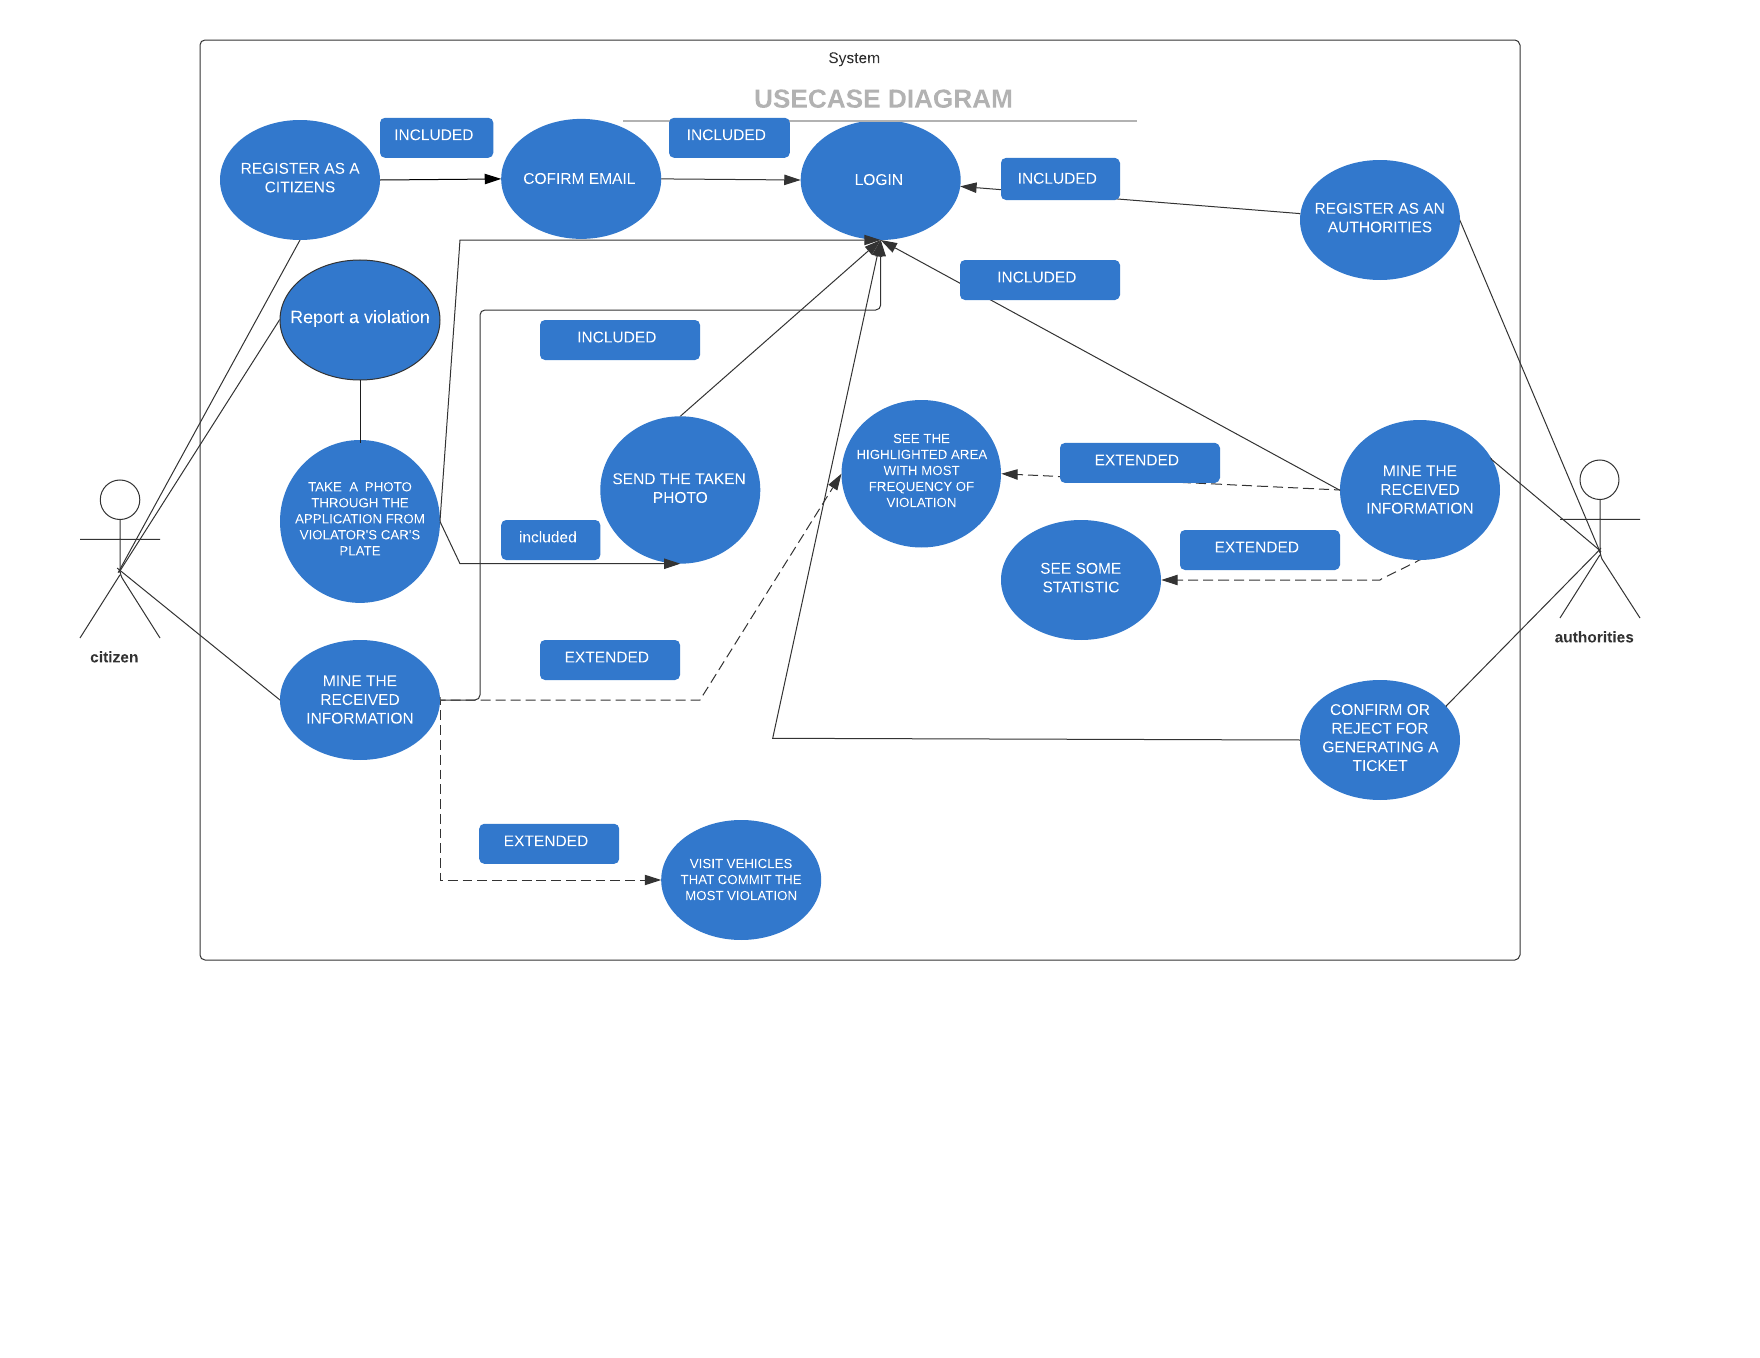 System
USECASE DIAGRAM
INCLUDED
INCLUDED
REGISTER AS A
CITIZENS
COFIRM EMAIL
LOGIN
INCLUDED
REGISTER AS AN
AUTHORITIES
INCLUDED
Report a violation
INCLUDED
SEE THE
HIGHLIGHTED AREA
WITH MOST
FREQUENCY OF
VIOLATION
EXTENDED
MINE THE
RECEIVED
INFORMATION
SEND THE TAKEN
PHOTO
TAKE A PHOTO
THROUGH THE
APPLICATION FROM
VIOLATOR'S CAR'S
PLATE
included
EXTENDED
SEE SOME
STATISTIC
authorities
citizen
EXTENDED
MINE THE
RECEIVED
INFORMATION
CONFIRM OR
REJECT FOR
GENERATING A
TICKET
EXTENDED
VISIT VEHICLES
THAT COMMIT THE
MOST VIOLATION